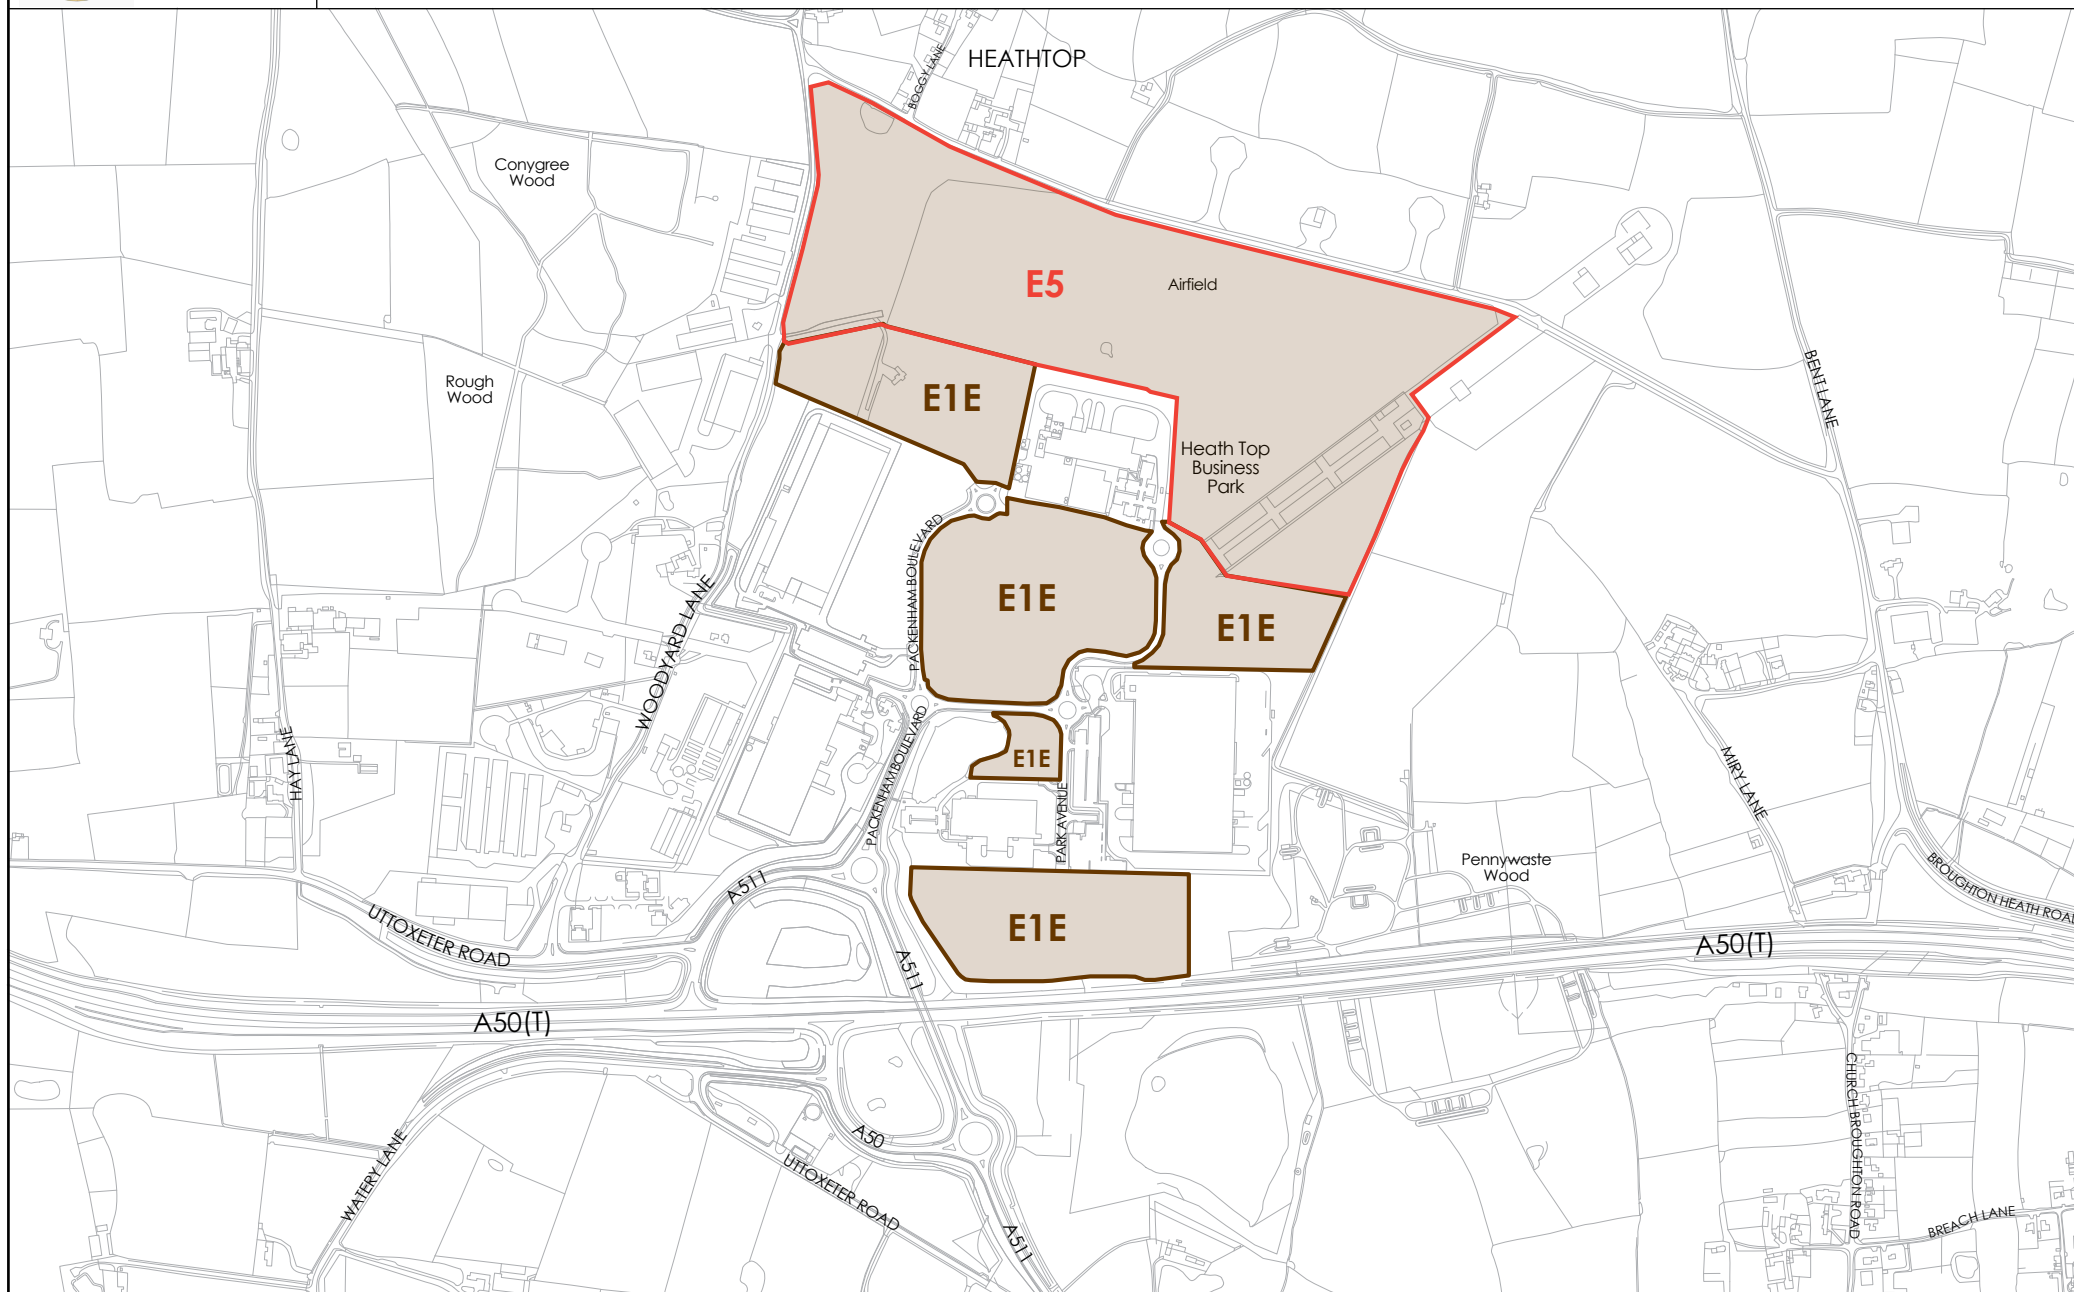 HEATHTOP
BOGGY LANE
Conygree
Wood
E5
Airfield
Rough
Wood
E1E
BENT LANE
Heath Top
Business
Park
PACKENHAM BOULEVARD
E1E
E1E
WOODYARD LANE
HAY LANE
PACKENHAM BOULEVARD
E1E
MIRY LANE
PARK AVENUE
Pennywaste
Wood
A511
BROUGHTON HEATH ROAD
UTTOXETER ROAD
E1E
A511
A50(T)
A50(T)
CHURCH BROUGHTON ROAD
A50
WATERY LANE
UTTOXETER ROAD
A511
BREACH LANE